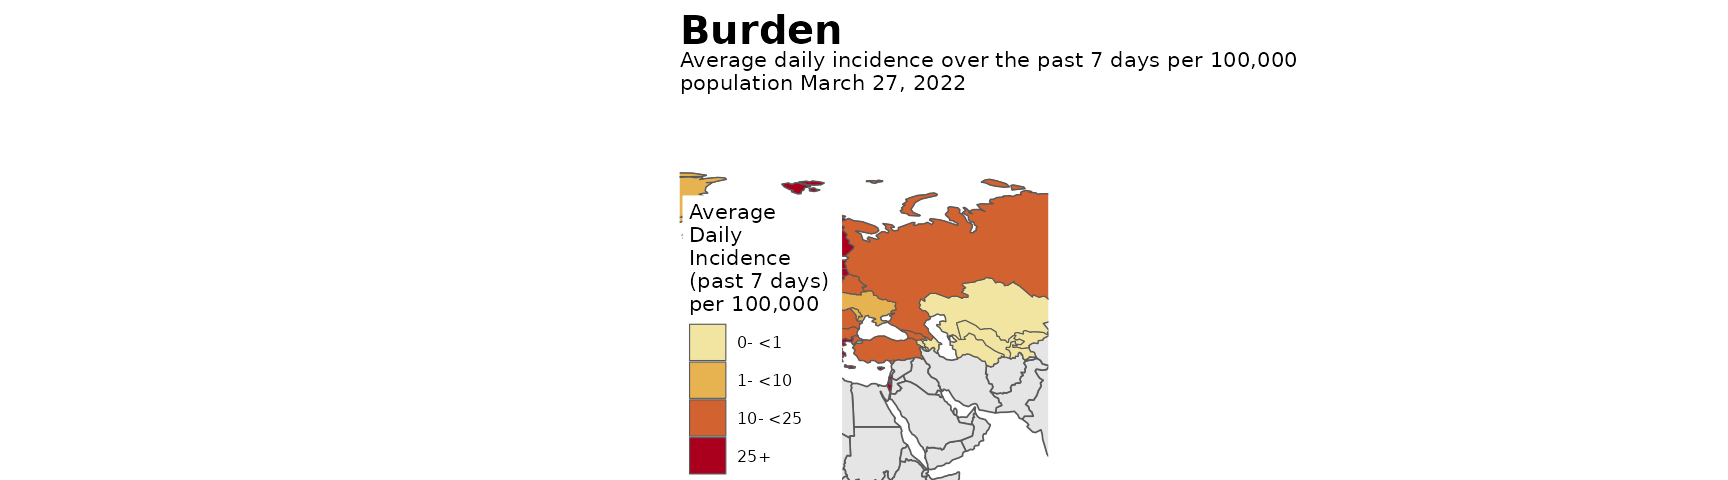 Burden
Average daily incidence over the past 7 days per 100,000
population March 27, 2022
Average
Daily
Incidence
(past 7 days)
per 100,000
0- <1
1- <10
10- <25
25+